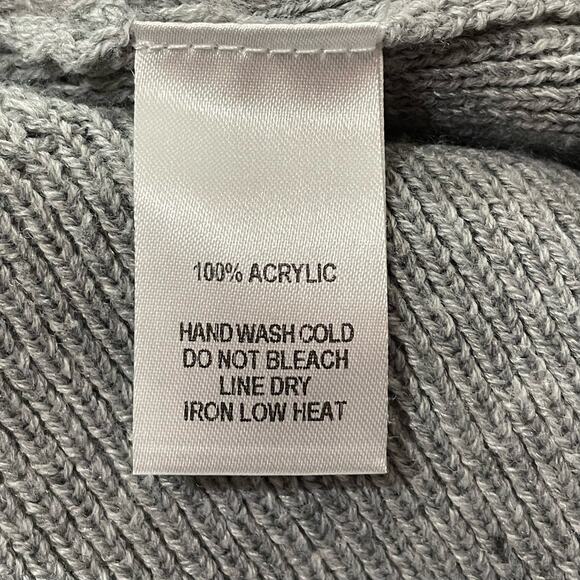 100% ACRYLIC
HAND WASH COLD
DO NOT BLEACH
LINE DRY
IRON LOW HEAT